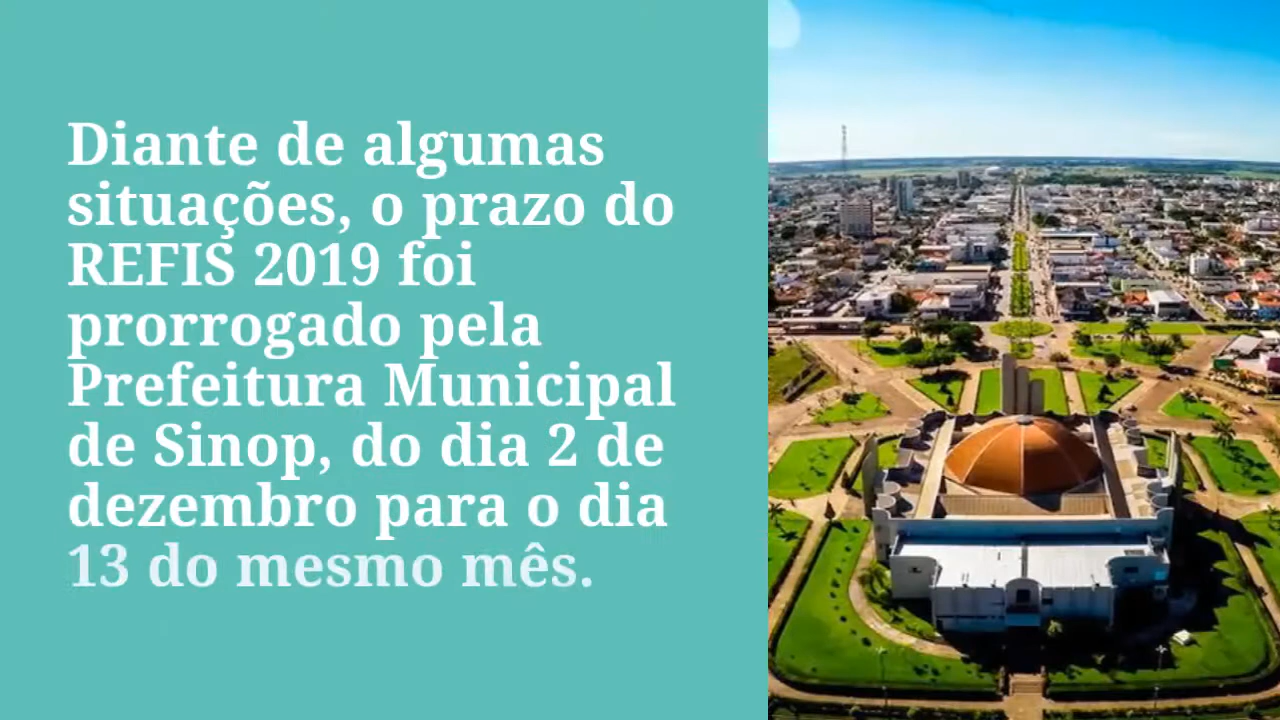 Diante de algumas
situações, o prazo do
REFIS 2019 foi
prorrogado pela
Prefeitura Municipal
de Sinop, do dia 2 de
dezembro para o dia
13 do mesmo mês.